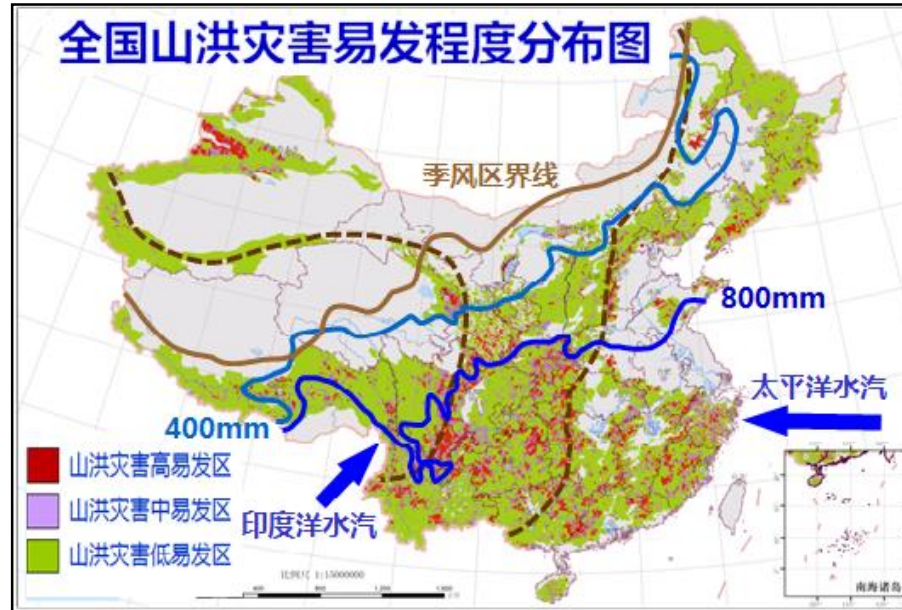 全国山洪灾害易发程度分布图
季风区界线
800mm
太平洋水汽
400mm
印度洋水汽
山洪灾害高易发区
山洪灾害中易发区
山洪灾害低易发区
比例尺 1:15000000
南海诸岛